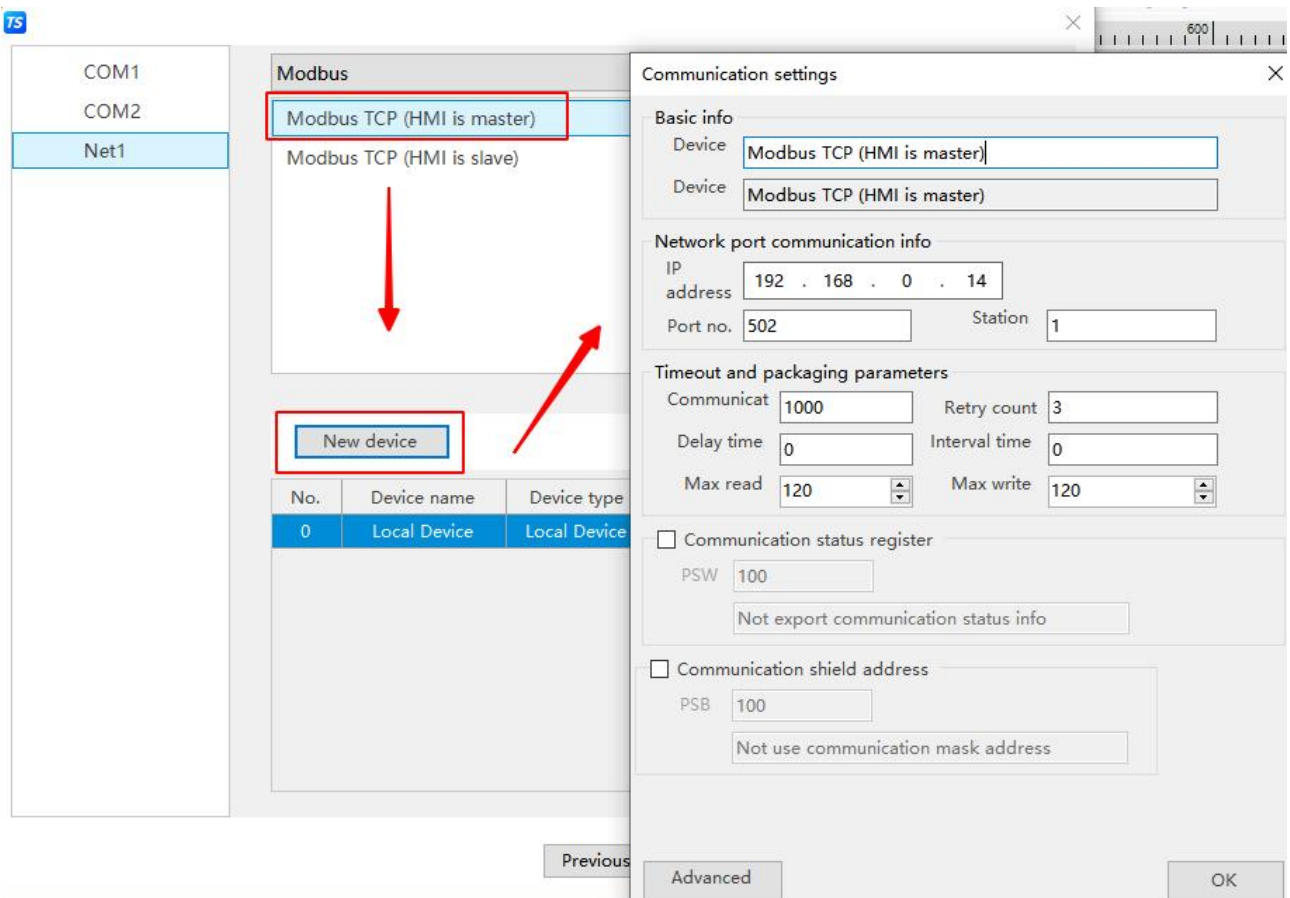 TS
600
COM1
COM2
Net1
Modbus
Modbus TCP (HMI is master)
Modbus TCP (HMI is slave)
New device
No. Device name Device type
0 Local Device Local Device
Previous
Communication settings
Basic info
Device Modbus TCP (HMI is master)
Device Modbus TCP (HMI is master)
Network port communication info
IP address 192 . 168 . 0 . 14
Port no. 502 Station 1
Timeout and packaging parameters
Communicat 1000 Retry count 3
Delay time 0 Interval time 0
Max read 120 Max write 120
Communication status register
PSW 100
Not export communication status info
Communication shield address
PSB 100
Not use communication mask address
Advanced OK